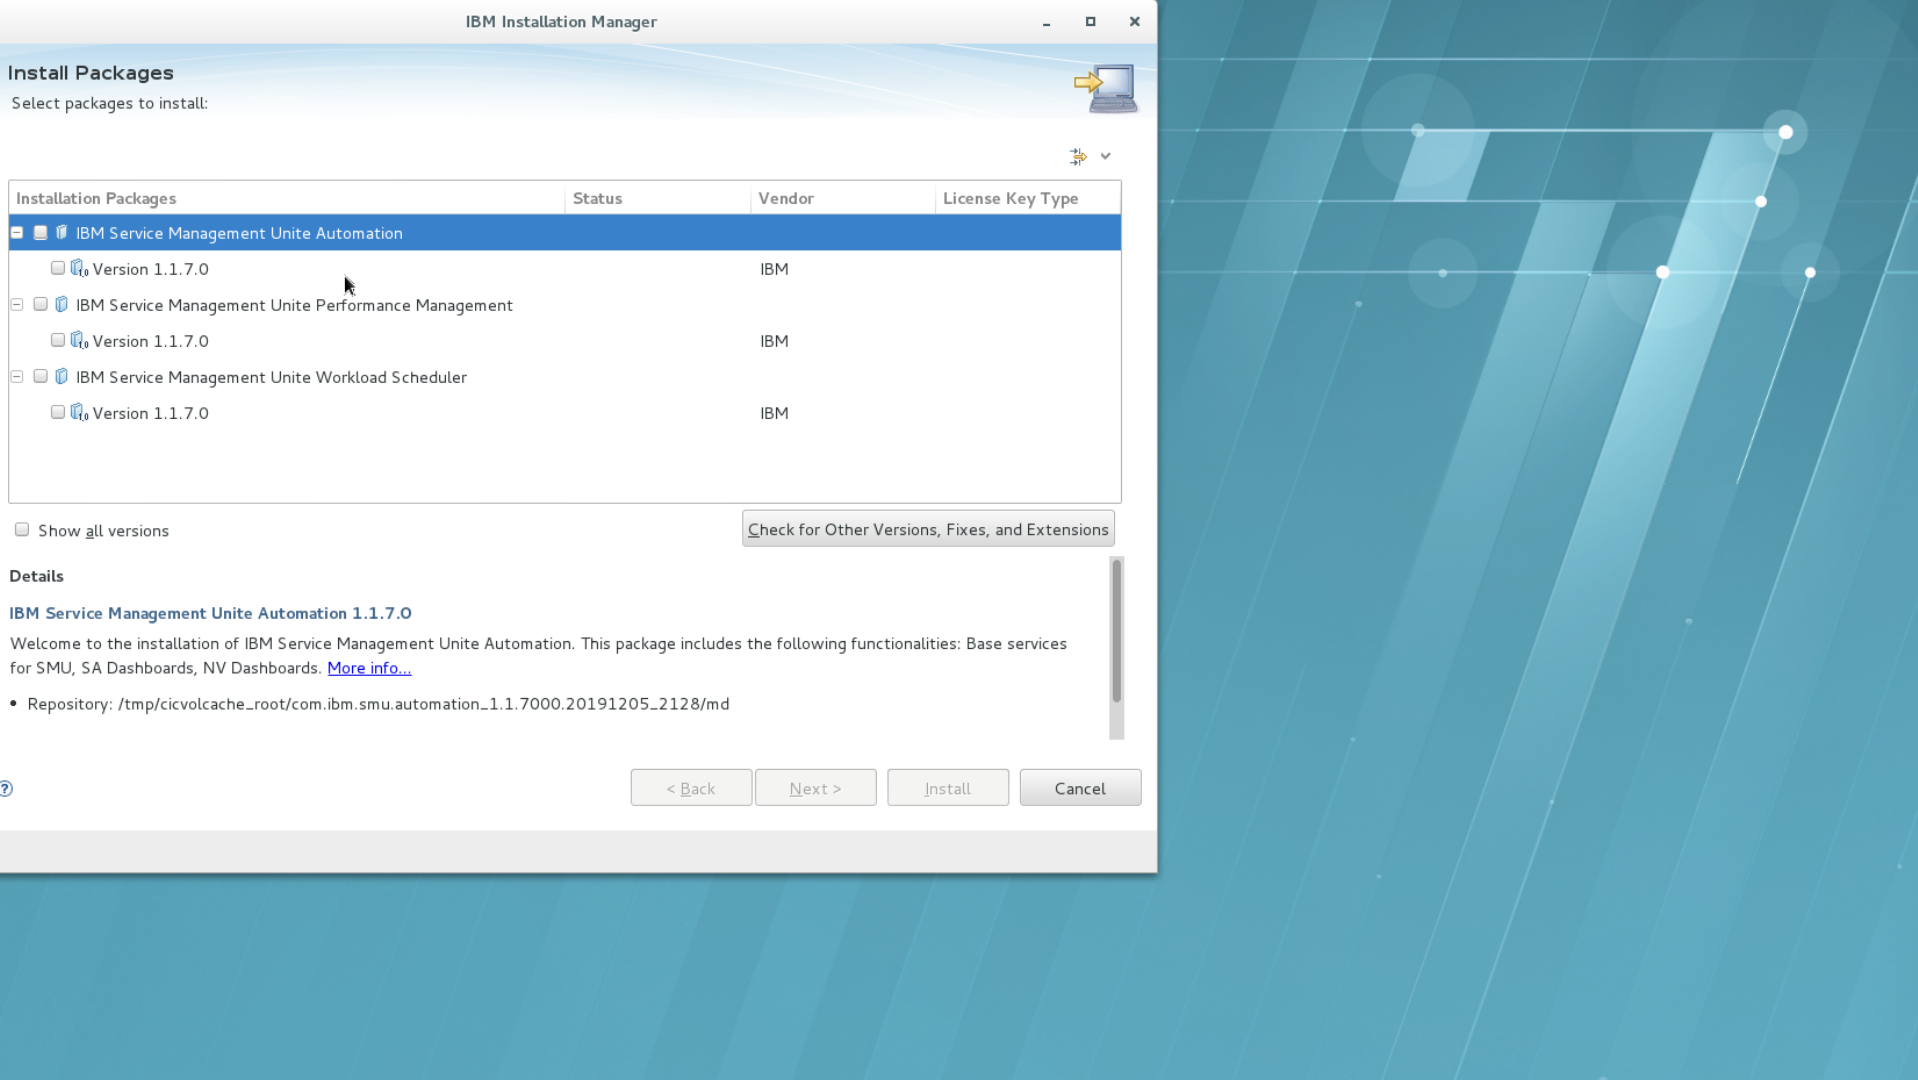 IBM Installation Manager
Install Packages
Select packages to install:
Installation Packages Status Vendor License Key Type
IBM Service Management Unite Automation
Version 1.1.7.0 IBM
IBM Service Management Unite Performance Management
Version 1.1.7.0 IBM
IBM Service Management Unite Workload Scheduler
Version 1.1.7.0 IBM
Show all versions Check for Other Versions, Fixes, and Extensions
Details
IBM Service Management Unite Automation 1.1.7.0
Welcome to the installation of IBM Service Management Unite Automation. This package includes the following functionalities: Base services
for SMU, SA Dashboards, NV Dashboards. More info...
• Repository: /tmp/cicvolcache_root/com.ibm.smu.automation_1.1.7000.20191205_2128/md
? < Back Next > Install Cancel